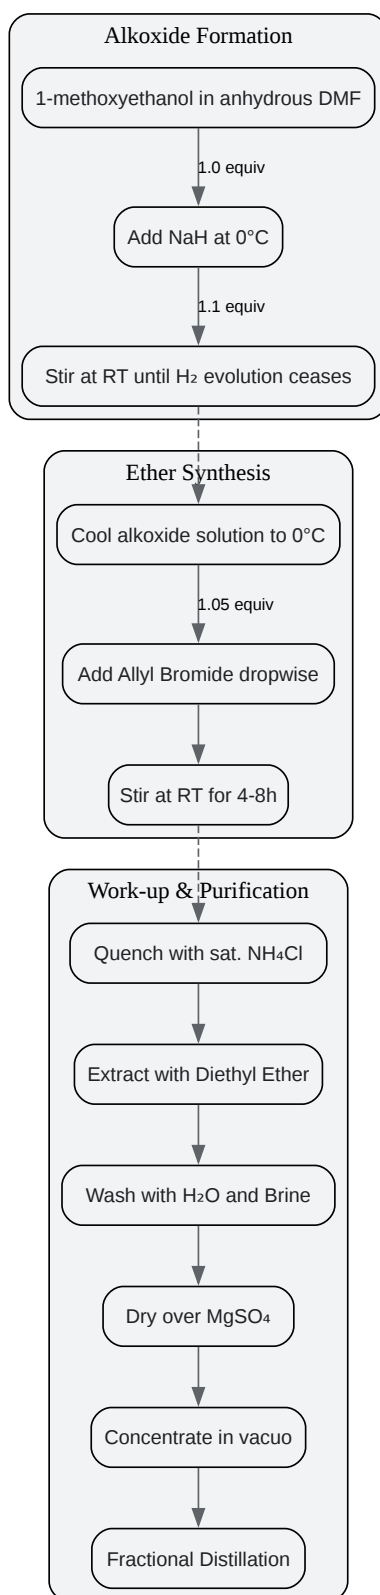 Alkoxide Formation
1-methoxyethanol in anhydrous DMF
1.0 equiv
Add NaH at 0°C
1.1 equiv
Stir at RT until H₂ evolution ceases
Ether Synthesis
Cool alkoxide solution to 0°C
1.05 equiv
Add Allyl Bromide dropwise
Stir at RT for 4-8h
Work-up & Purification
Quench with sat. NH₄Cl
Extract with Diethyl Ether
Wash with H₂O and Brine
Dry over MgSO₄
Concentrate in vacuo
Fractional Distillation